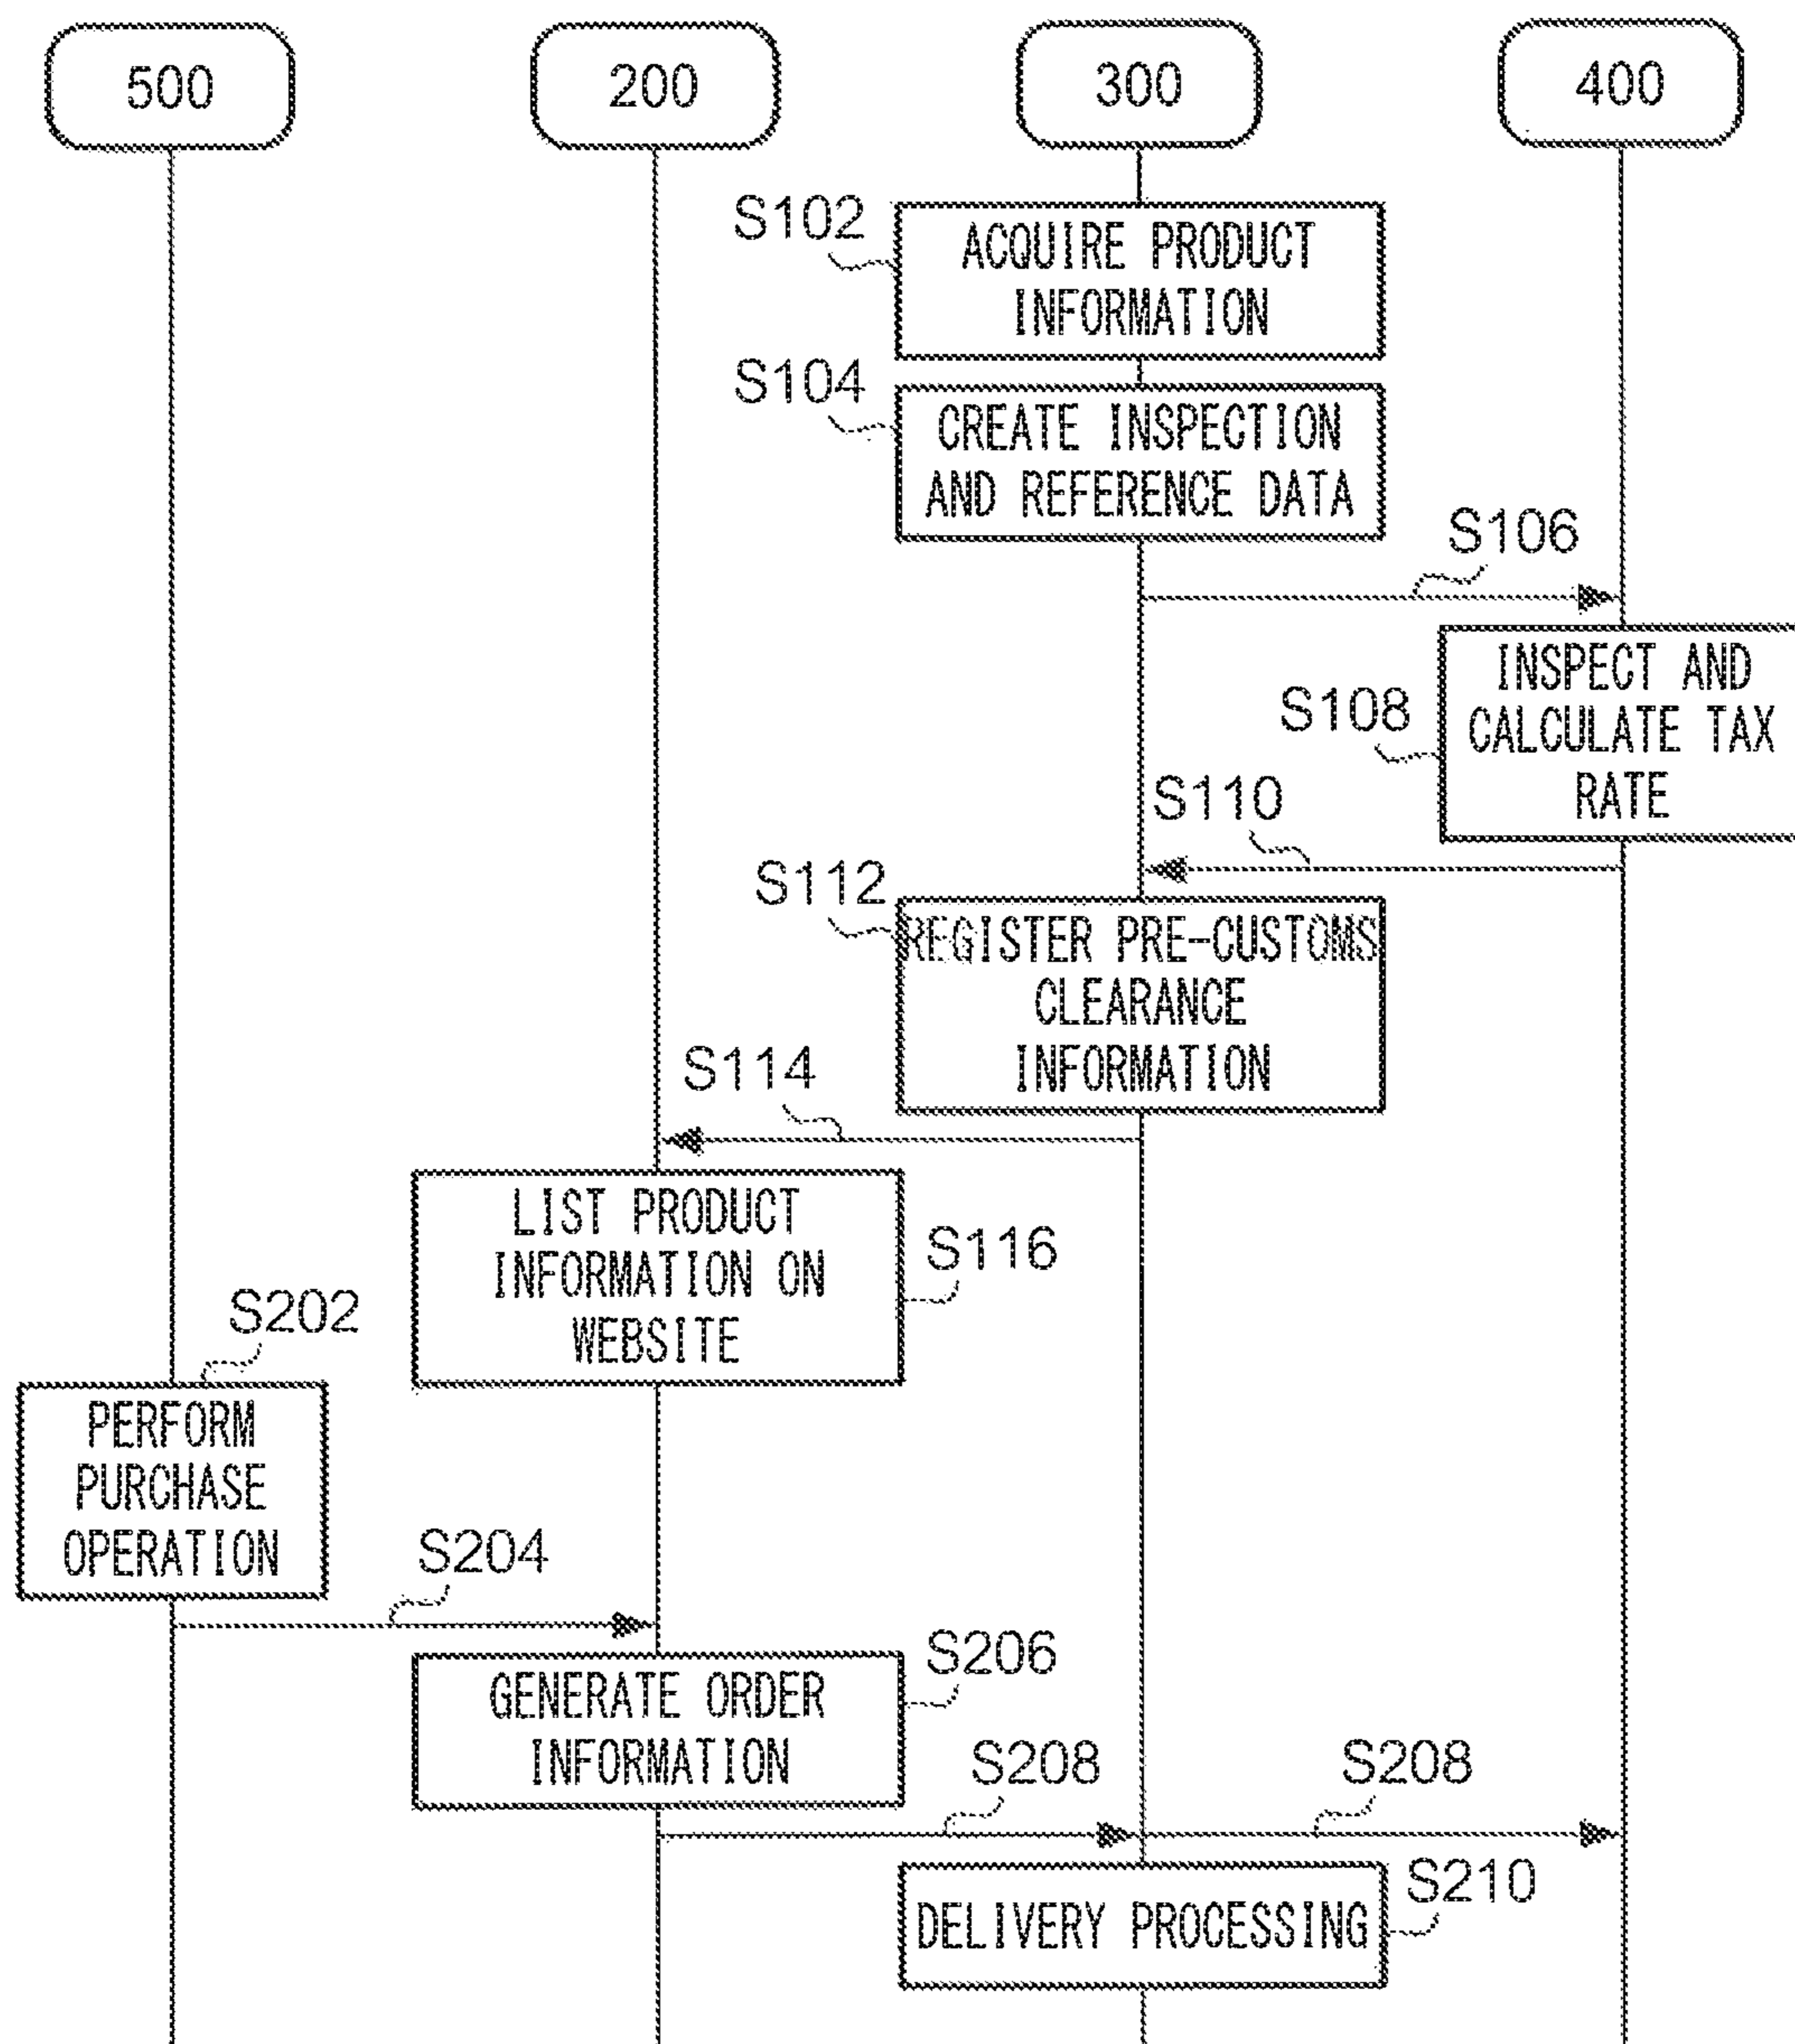 500
200
300
400
S102
ACQUIRE PRODUCT
INFORMATION
S104
CREATE INSPECTION
AND REFERENCE DATA
S106
S108
INSPECT AND
CALCULATE TAX
RATE
S110
S112
REGISTER PRE-CUSTOMS
CLEARANCE
INFORMATION
S114
LIST PRODUCT
INFORMATION ON
WEBSITE
S116
S202
PERFORM
PURCHASE
OPERATION
S204
GENERATE ORDER
INFORMATION
S206
S208
S208
DELIVERY PROCESSING
S210